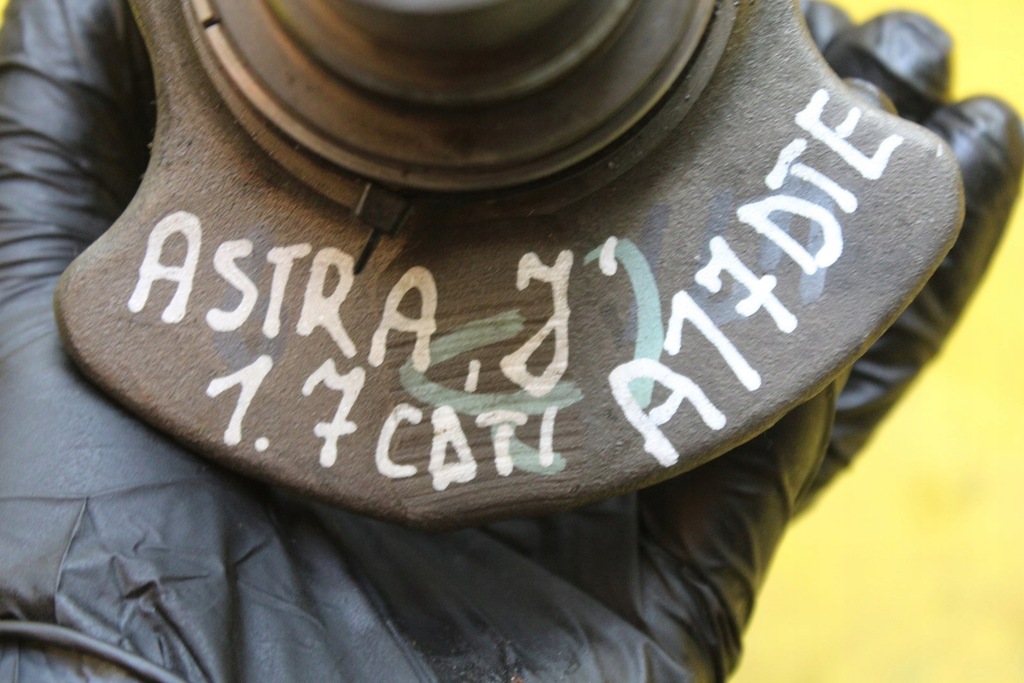 ASTRA „J”
1.7 CDTI
A17DTE